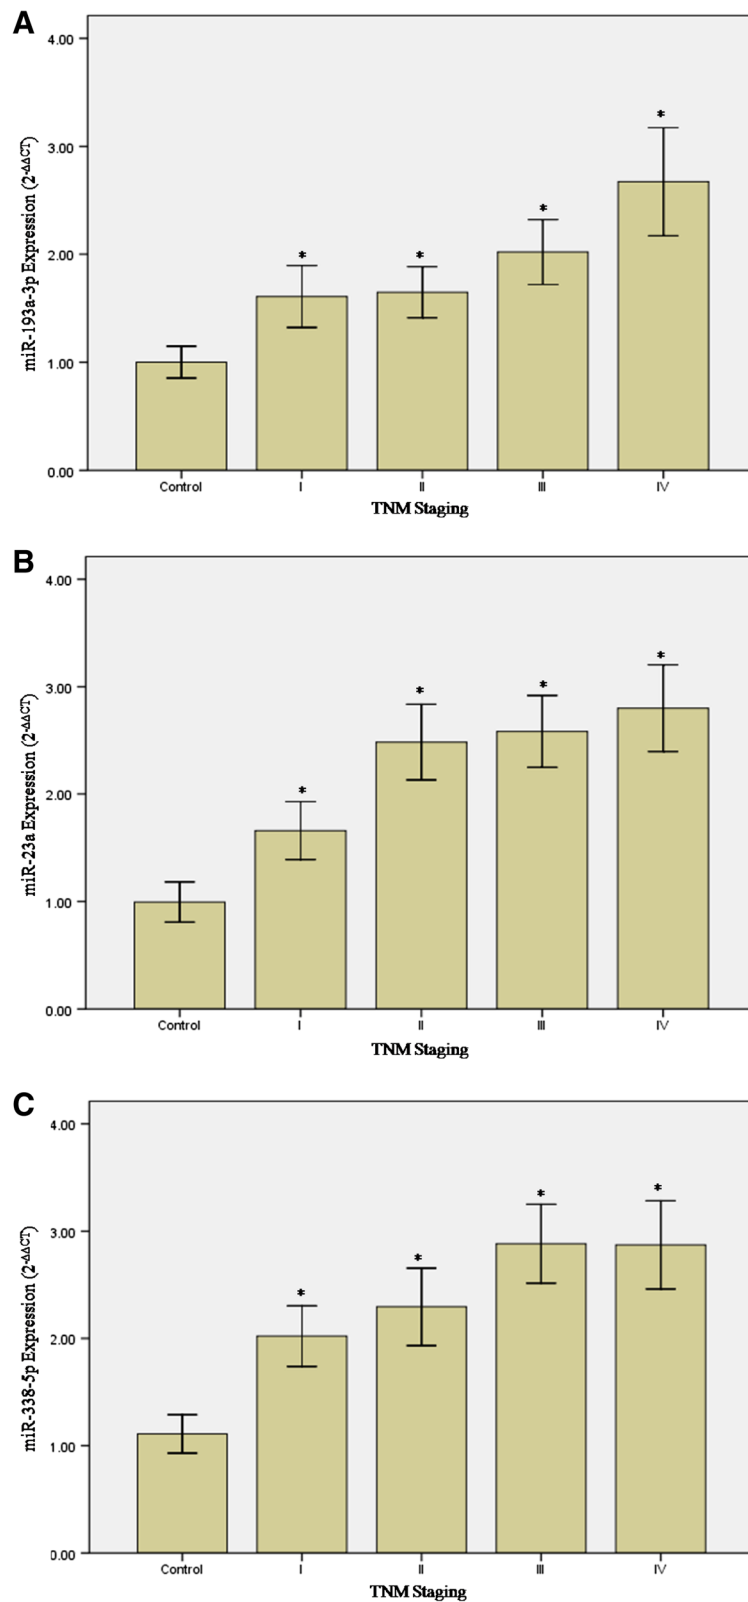 A
4.00
3.00
2.00
1.00
0.00
miR-193a-3p Expression (2-ΔΔCT)
*
*
*
*
Control
I
II
III
IV
TNM Staging
B
4.00
3.00
2.00
1.00
0.00
miR-23a Expression (2-ΔΔCT)
*
*
*
*
Control
I
II
III
IV
TNM Staging
C
4.00
3.00
2.00
1.00
0.00
miR-338-5p Expression (2-ΔΔCT)
*
*
*
*
Control
I
II
III
IV
TNM Staging